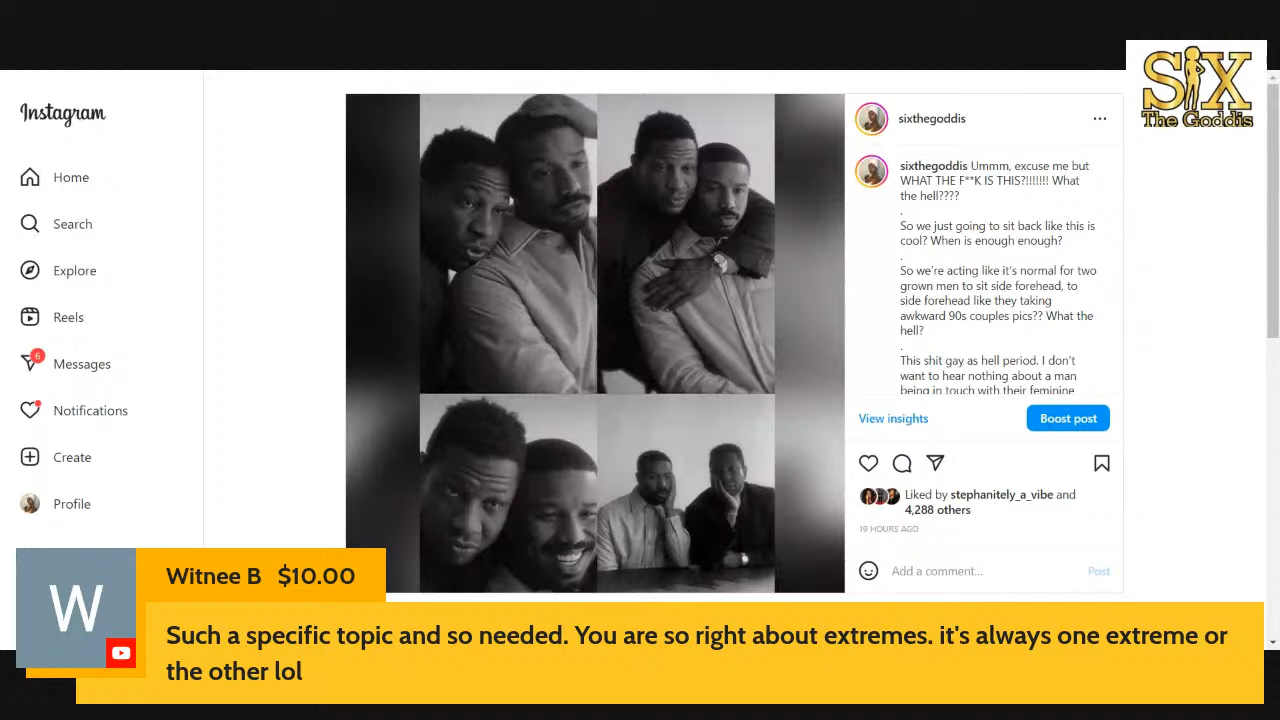 SiX
The Goddis
Instagram
Home
Search
Explore
Reels
6
Messages
Notifications
Create
Profile
sixthegoddis
sixthegoddis Ummm, excuse me but
WHAT THE F**K IS THIS?!!!!!!! What
the hell????
.
So we just going to sit back like this is
cool? When is enough enough?
.
So we're acting like it's normal for two
grown men to sit side forehead, to
side forehead like they taking
awkward 90s couples pics?? What the
hell?
.
This shit gay as hell period. I don't
want to hear nothing about a man
being in touch with their feminine
View insights
Boost post
Liked by stephanitely_a_vibe and
4,288 others
19 HOURS AGO
Add a comment...
Post
W
Witnee B $10.00
Such a specific topic and so needed. You are so right about extremes. it's always one extreme or
the other lol